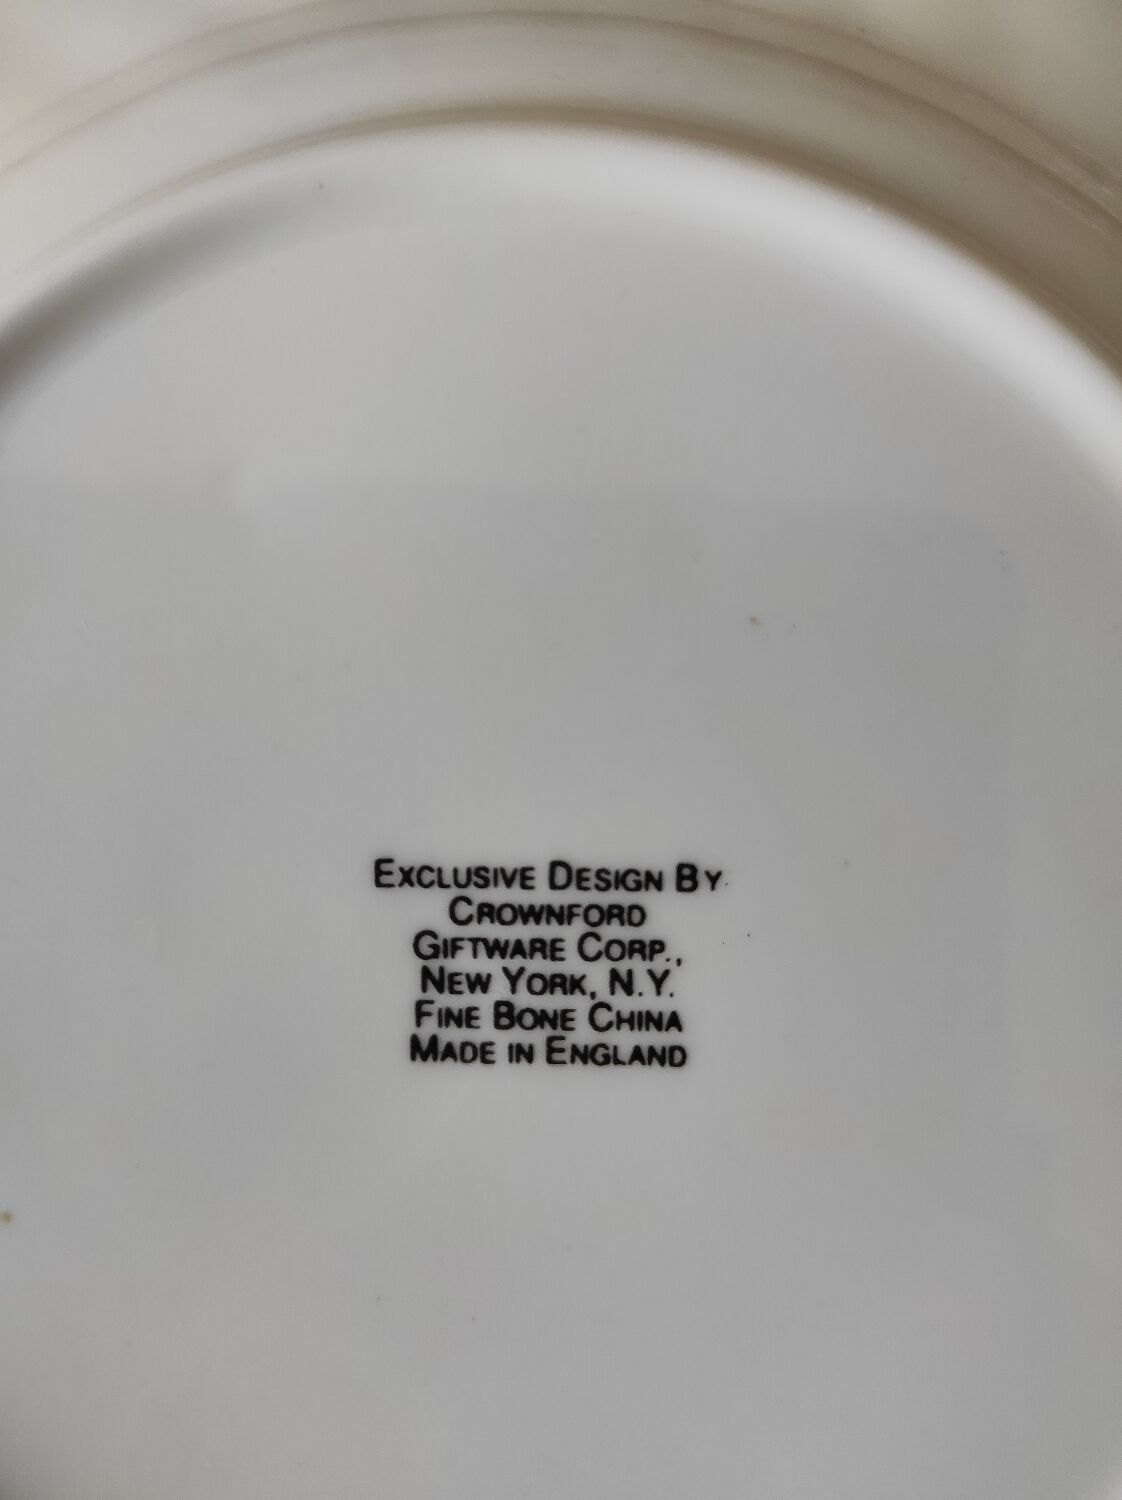 Exclusive Design By
Crownford
Giftware Corp.,
New York, N.Y.
Fine Bone China
Made in England